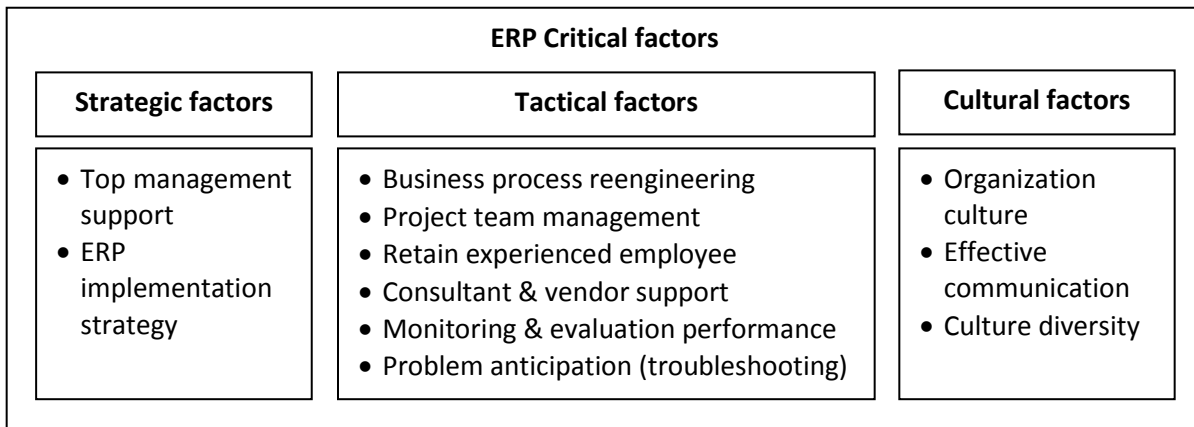 ERP Critical factors
Strategic factors
• Top management
support
• ERP
implementation
strategy
Tactical factors
• Business process reengineering
• Project team management
• Retain experienced employee
• Consultant & vendor support
• Monitoring & evaluation performance
• Problem anticipation (troubleshooting)
Cultural factors
• Organization
culture
• Effective
communication
• Culture diversity